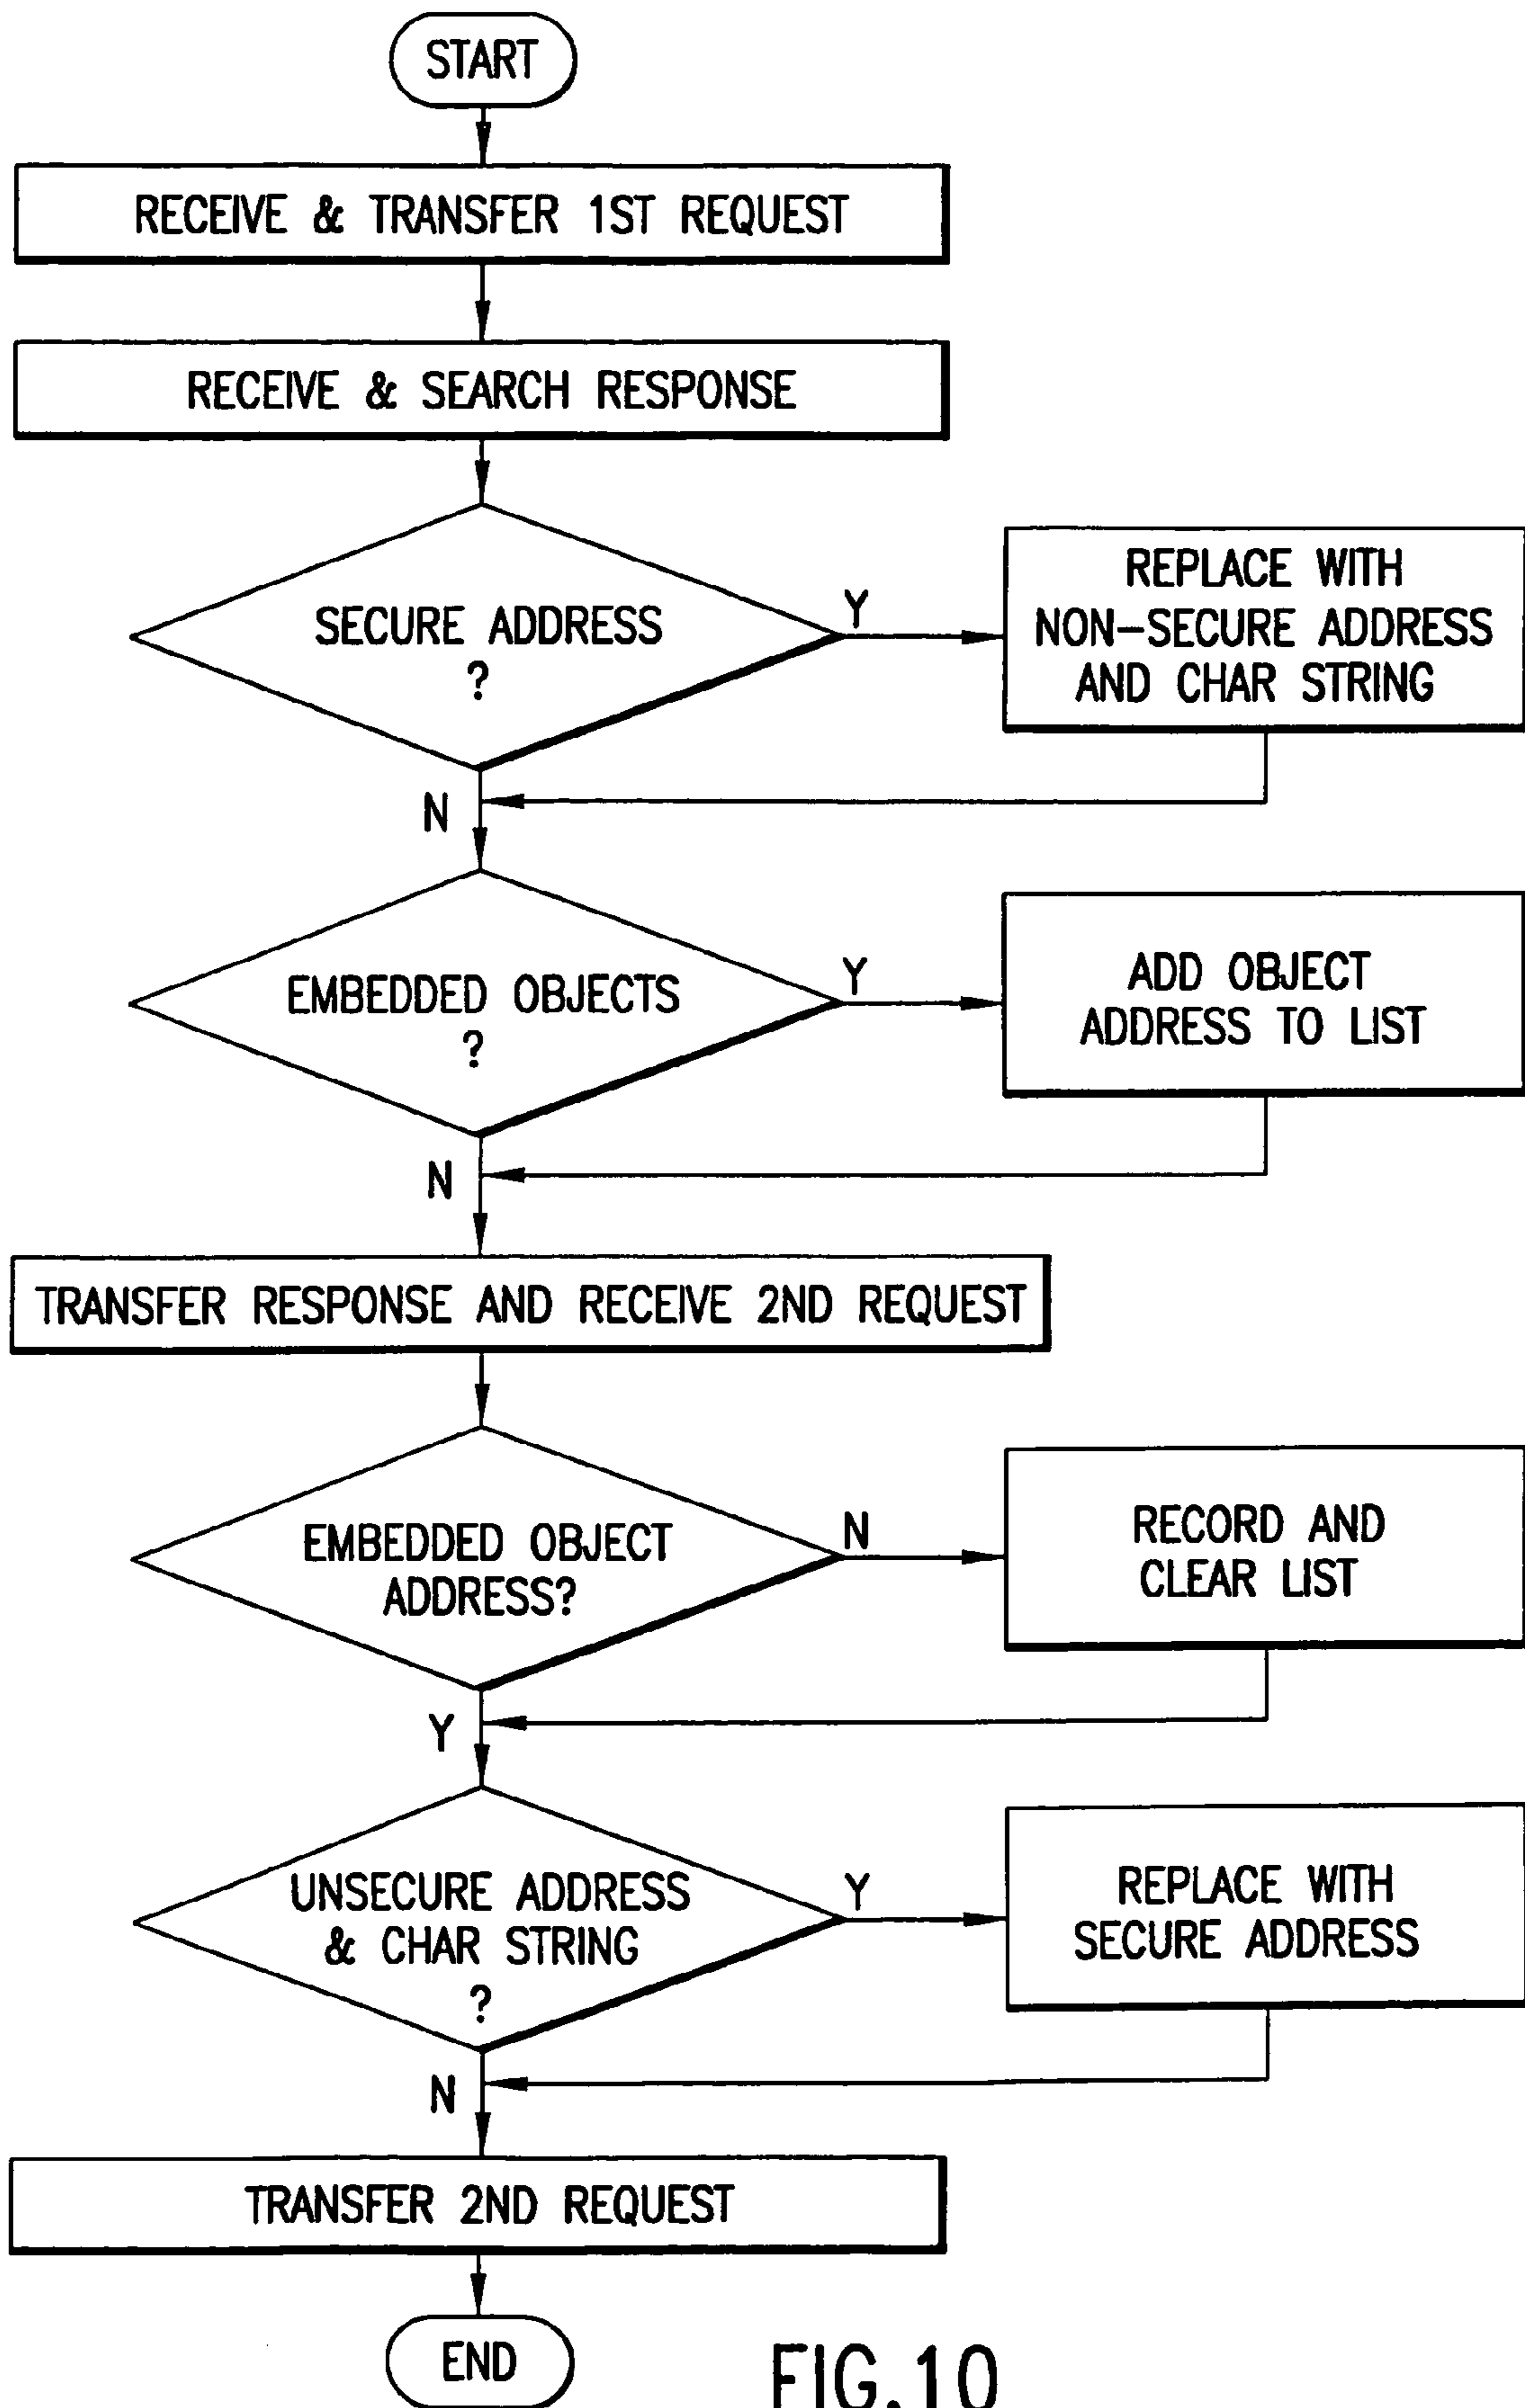 START
RECEIVE & TRANSFER 1ST REQUEST
RECEIVE & SEARCH RESPONSE
SECURE ADDRESS
?
Y
REPLACE WITH
NON-SECURE ADDRESS
AND CHAR STRING
N
EMBEDDED OBJECTS
?
Y
ADD OBJECT
ADDRESS TO LIST
N
TRANSFER RESPONSE AND RECEIVE 2ND REQUEST
EMBEDDED OBJECT
ADDRESS?
N
RECORD AND
CLEAR LIST
Y
UNSECURE ADDRESS
& CHAR STRING
?
Y
REPLACE WITH
SECURE ADDRESS
N
TRANSFER 2ND REQUEST
END
FIG.10